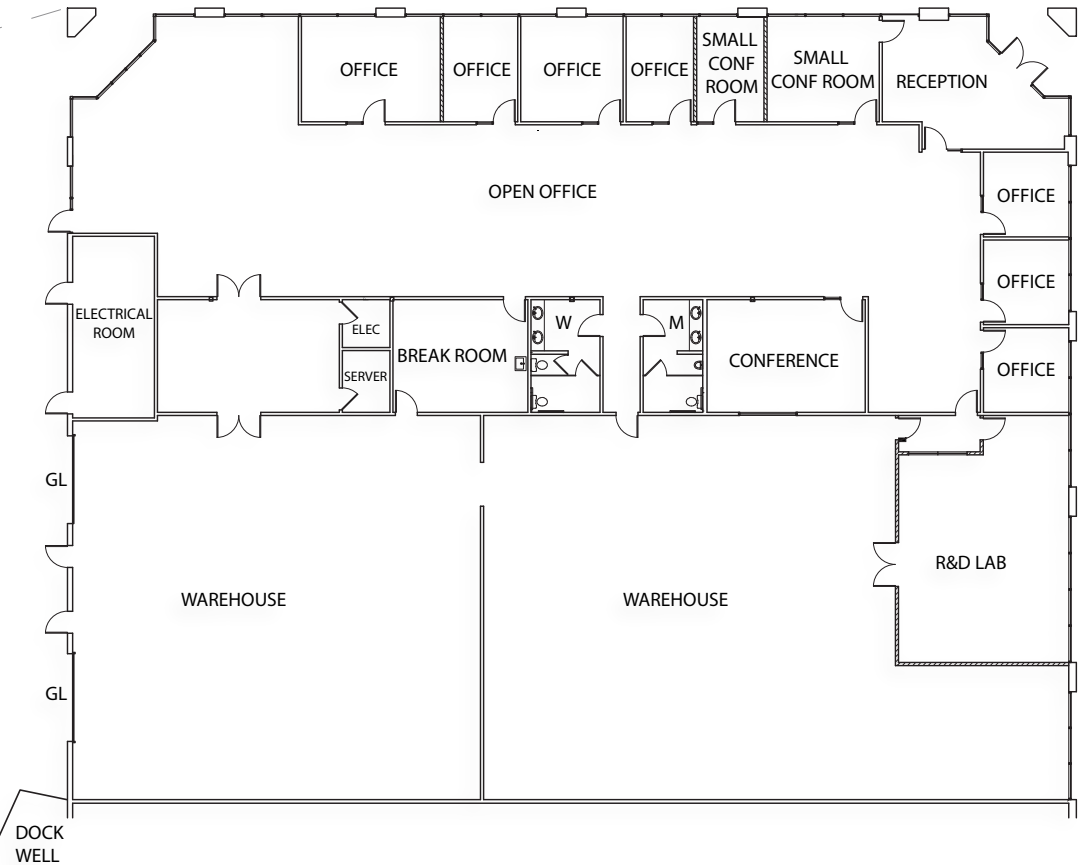 OFFICE
OFFICE
OFFICE
OFFICE
SMALL
CONF
ROOM
SMALL
CONF ROOM
RECEPTION
OPEN OFFICE
OFFICE
OFFICE
OFFICE
ELECTRICAL
ROOM
ELEC
SERVER
BREAK ROOM
W
M
CONFERENCE
GL
WAREHOUSE
WAREHOUSE
R&D LAB
GL
DOCK
WELL